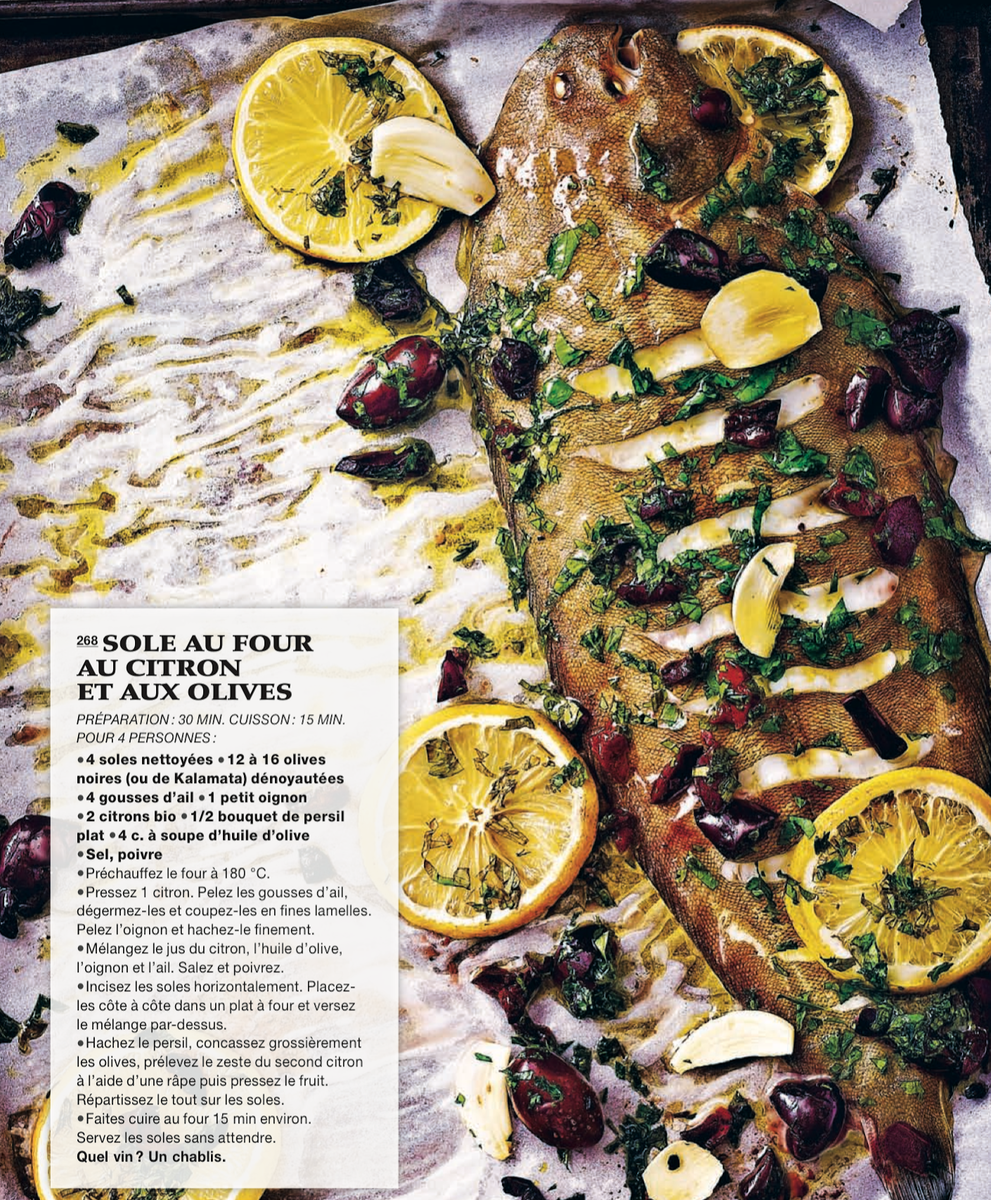 268 SOLE AU FOUR
AU CITRON
ET AUX OLIVES
PRÉPARATION : 30 MIN. CUISSON : 15 MIN.
POUR 4 PERSONNES :
• 4 soles nettoyées • 12 à 16 olives
noires (ou de Kalamata) dénoyautées
• 4 gousses d’ail • 1 petit oignon
• 2 citrons bio • 1/2 bouquet de persil
plat • 4 c. à soupe d’huile d’olive
• Sel, poivre
• Préchauffez le four à 180 °C.
• Pressez 1 citron. Pelez les gousses d’ail,
dégermez-les et coupez-les en fines lamelles.
Pelez l’oignon et hachez-le finement.
• Mélangez le jus du citron, l’huile d’olive,
l’oignon et l’ail. Salez et poivrez.
• Incisez les soles horizontalement. Placez-
les côte à côte dans un plat à four et versez
le mélange par-dessus.
• Hachez le persil, concassez grossièrement
les olives, prélevez le zeste du second citron
à l’aide d’une râpe puis pressez le fruit.
Répartissez le tout sur les soles.
• Faites cuire au four 15 min environ.
Servez les soles sans attendre.
Quel vin ? Un chablis.